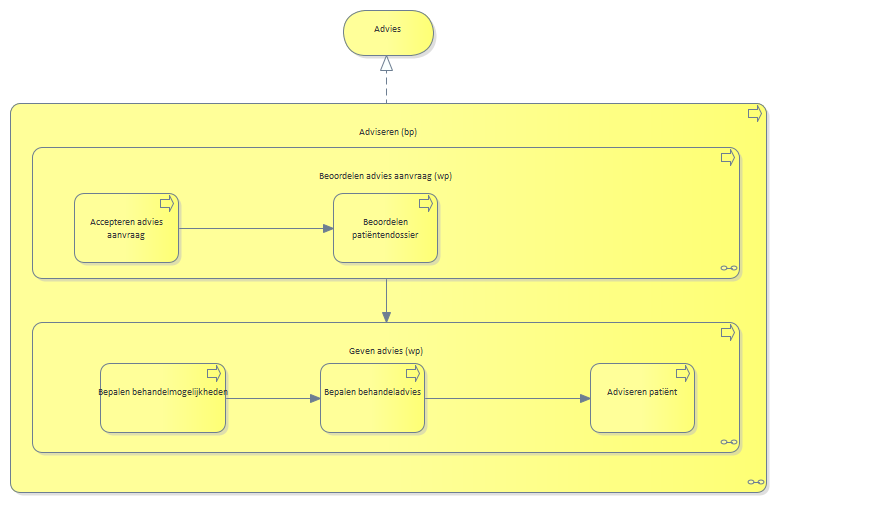 Advies
Adviseren (bp)
Beoordelen advies aanvraag (wp)
Accepteren advies
aanvraag
Beoordelen
patiëntendossier
Geven advies (wp)
Bepalen behandelmogelijkheden
Bepalen behandeladvies
Adviseren patiënt